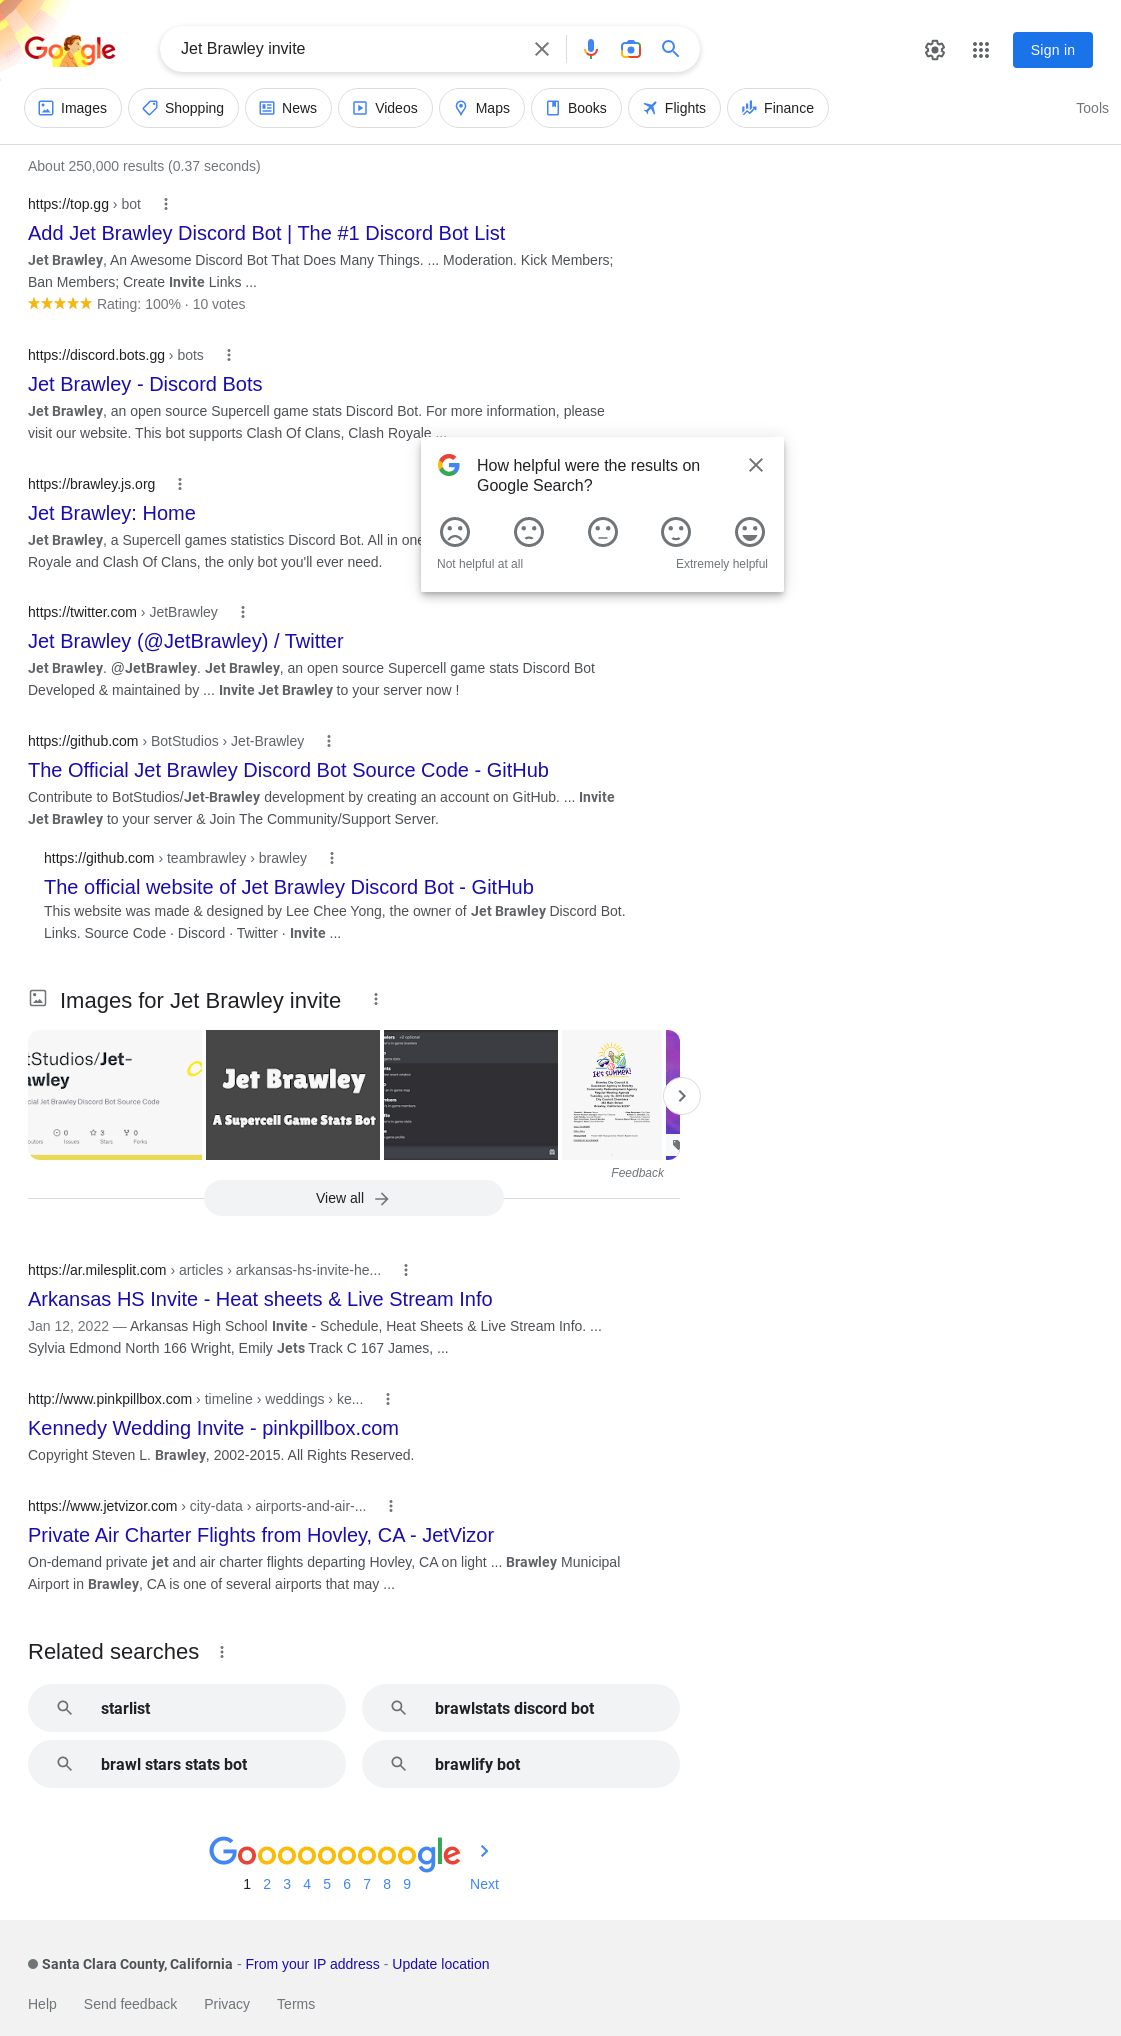 Google
Jet Brawley invite
Sign in
Images
Shopping
News
Videos
Maps
Books
Flights
Finance
Tools
About 250,000 results (0.37 seconds)
https://top.gg › bot
Add Jet Brawley Discord Bot | The #1 Discord Bot List
Jet Brawley, An Awesome Discord Bot That Does Many Things. ... Moderation. Kick Members;
Ban Members; Create Invite Links ...
Rating: 100% · 10 votes
https://discord.bots.gg › bots
Jet Brawley - Discord Bots
Jet Brawley, an open source Supercell game stats Discord Bot. For more information, please
visit our website. This bot supports Clash Of Clans, Clash Royale ...
How helpful were the results on
Google Search?
Not helpful at all
Extremely helpful
https://brawley.js.org
Jet Brawley: Home
Jet Brawley, a Supercell games statistics Discord Bot. All in one
Royale and Clash Of Clans, the only bot you'll ever need.
https://twitter.com › JetBrawley
Jet Brawley (@JetBrawley) / Twitter
Jet Brawley. @JetBrawley. Jet Brawley, an open source Supercell game stats Discord Bot
Developed & maintained by ... Invite Jet Brawley to your server now !
https://github.com › BotStudios › Jet-Brawley
The Official Jet Brawley Discord Bot Source Code - GitHub
Contribute to BotStudios/Jet-Brawley development by creating an account on GitHub. ... Invite
Jet Brawley to your server & Join The Community/Support Server.
https://github.com › teambrawley › brawley
The official website of Jet Brawley Discord Bot - GitHub
This website was made & designed by Lee Chee Yong, the owner of Jet Brawley Discord Bot.
Links. Source Code · Discord · Twitter · Invite ...
Images for Jet Brawley invite
tStudios/Jet-
awley
cial Jet Brawley Discord Bot Source Code
0
3
0
Issues
Stars
Forks
Jet Brawley
A Supercell Game Stats Bot
It's SUMMER!
Feedback
View all
https://ar.milesplit.com › articles › arkansas-hs-invite-he...
Arkansas HS Invite - Heat sheets & Live Stream Info
Jan 12, 2022 — Arkansas High School Invite - Schedule, Heat Sheets & Live Stream Info. ...
Sylvia Edmond North 166 Wright, Emily Jets Track C 167 James, ...
http://www.pinkpillbox.com › timeline › weddings › ke...
Kennedy Wedding Invite - pinkpillbox.com
Copyright Steven L. Brawley, 2002-2015. All Rights Reserved.
https://www.jetvizor.com › city-data › airports-and-air-...
Private Air Charter Flights from Hovley, CA - JetVizor
On-demand private jet and air charter flights departing Hovley, CA on light ... Brawley Municipal
Airport in Brawley, CA is one of several airports that may ...
Related searches
starlist
brawlstats discord bot
brawl stars stats bot
brawlify bot
Gooooooooogle
1 2 3 4 5 6 7 8 9 Next
Santa Clara County, California - From your IP address - Update location
Help Send feedback Privacy Terms